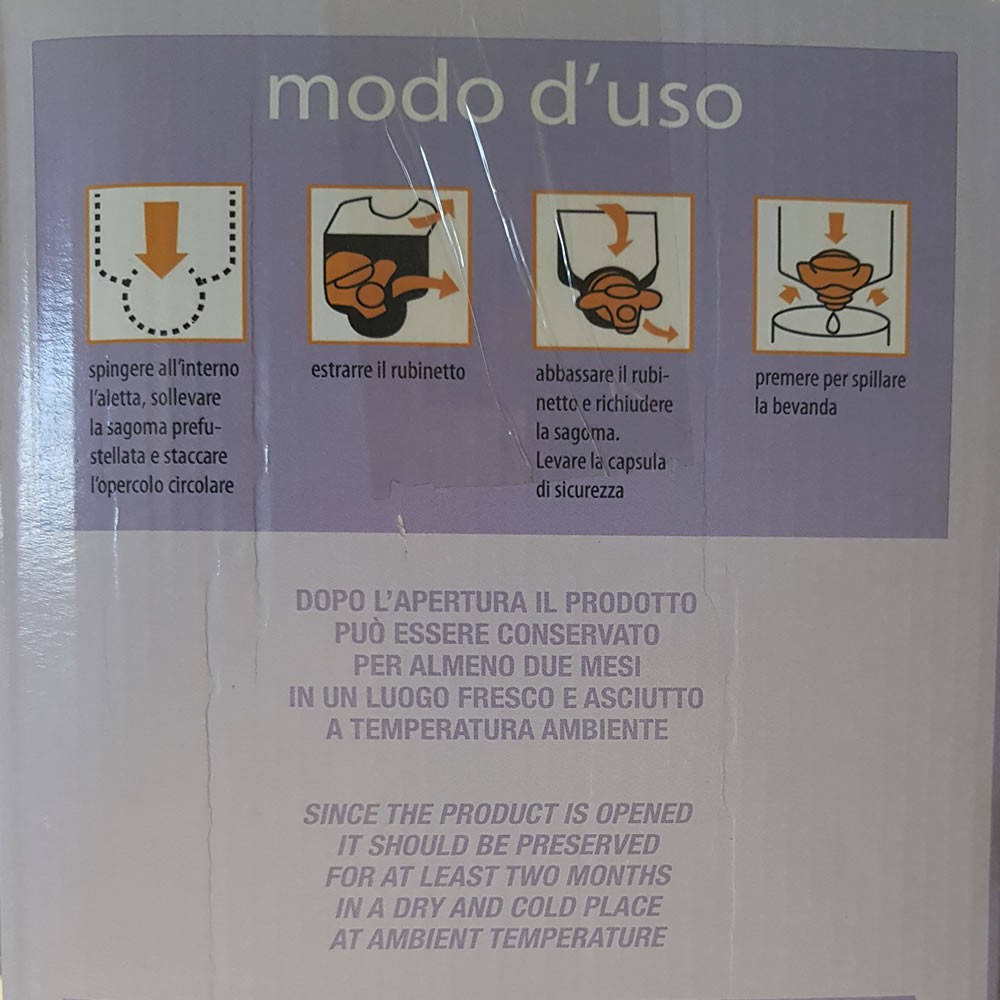 modo d'uso
spingere all'interno
l'aletta, sollevare
la sagoma prefu-
stellata e staccare
l'opercolo circolare
estrarre il rubinetto
abbassare il rubi-
netto e richiudere
la sagoma.
Levare la capsula
di sicurezza
premere per spillare
la bevanda
DOPO L'APERTURA IL PRODOTTO
PUÒ ESSERE CONSERVATO
PER ALMENO DUE MESI
IN UN LUOGO FRESCO E ASCIUTTO
A TEMPERATURA AMBIENTE
SINCE THE PRODUCT IS OPENED
IT SHOULD BE PRESERVED
FOR AT LEAST TWO MONTHS
IN A DRY AND COLD PLACE
AT AMBIENT TEMPERATURE